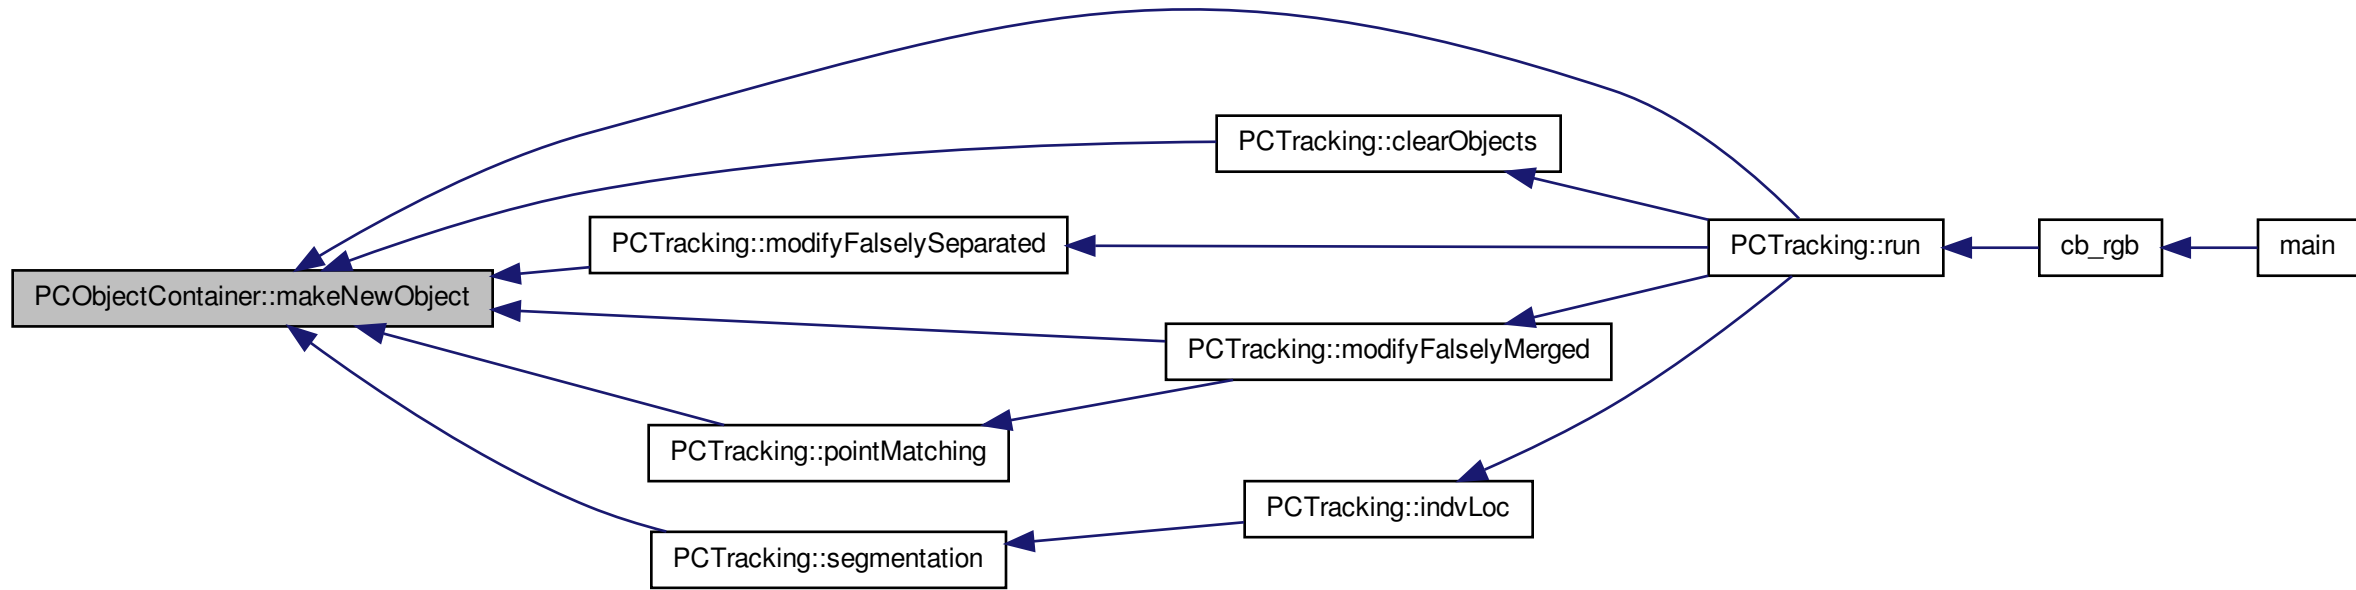 PCTracking::clearObjects
PCTracking::modifyFalselySeparated
PCTracking::run
cb_rgb
main
PCObjectContainer::makeNewObject
PCTracking::modifyFalselyMerged
PCTracking::pointMatching
PCTracking::indvLoc
PCTracking::segmentation